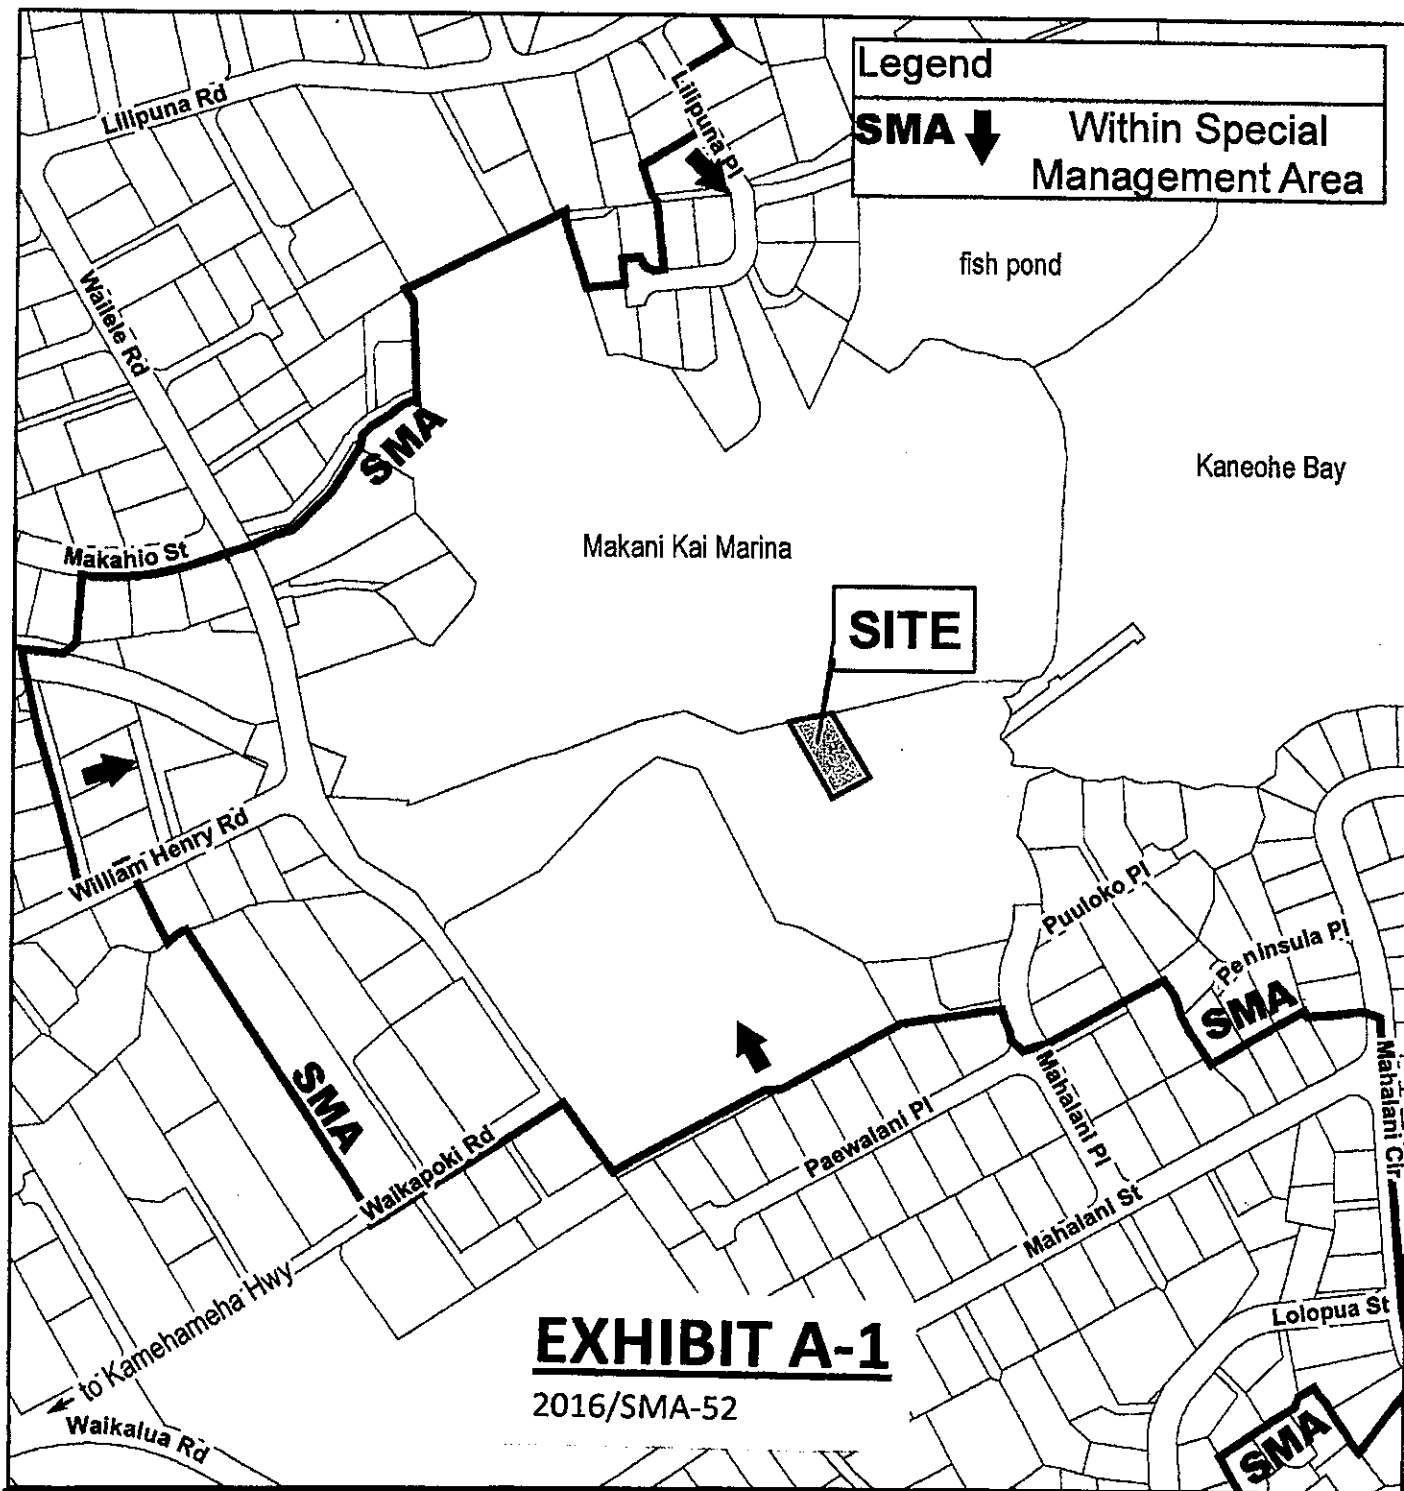 Legend
SMA Within Special
Management Area
Lilipuna Rd
Lilipuna Pl
fish pond
Wailele Rd
SMA
Kaneohe Bay
Makahio St
Makani Kai Marina
SITE
William Henry Rd
Puuloko Pl
Peninsula Pl
SMA
SMA
Mahalani Pl
Mahalani Cir
Paewalani Pl
Waikapoki Rd
Mahalani St
to Kamehameha Hwy
Lolopua St
EXHIBIT A-1
2016/SMA-52
Waikalua Rd
SMA